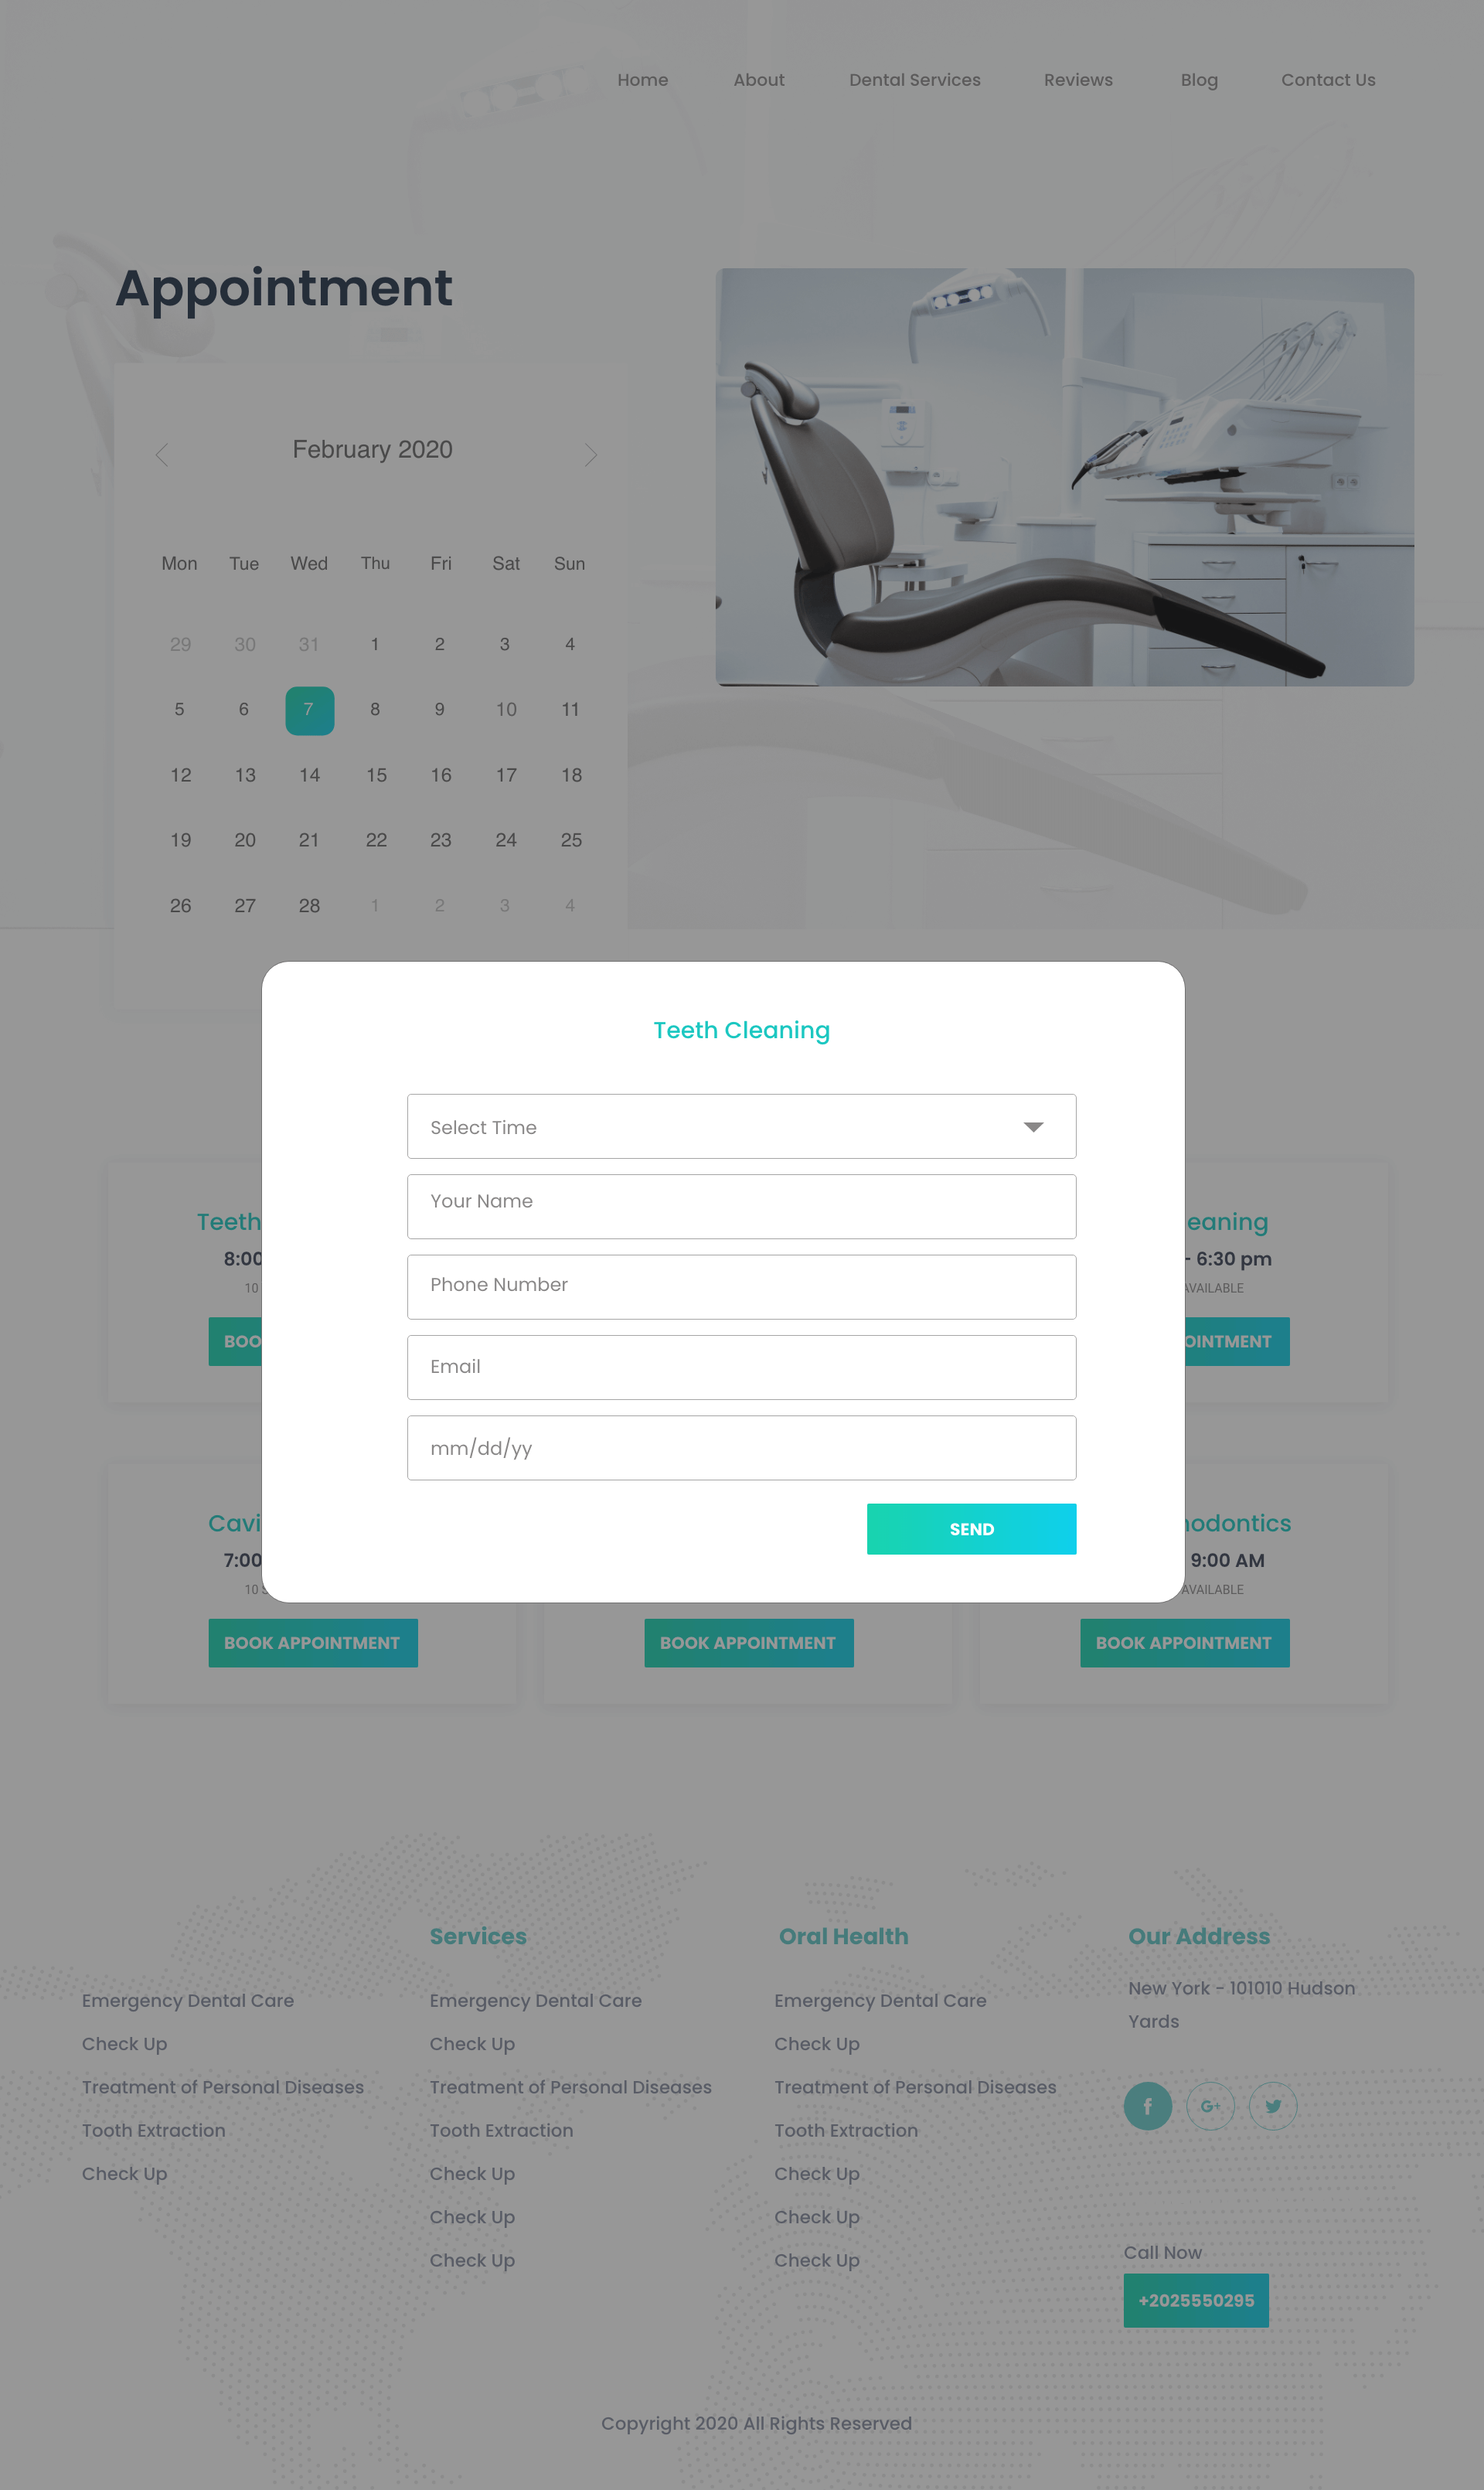 Home About Dental Services Reviews Blog Contact Us
Appointment
February 2020
Mon Tue Wed Thu Fri Sat Sun
29 30 31 1 2 3 4
5 6 7 8 9 10 11
12 13 14 15 16 17 18
19 20 21 22 23 24 25
26 27 28 1 2 3 4
Teeth Cleaning
Select Time
Your Name
Phone Number
Email
mm/dd/yy
SEND
Teeth
8:00
10
BOO
eaning
- 6:30 pm
AVAILABLE
OINTMENT
Cavi
7:00
10 S
BOOK APPOINTMENT
BOOK APPOINTMENT
hodontics
9:00 AM
AVAILABLE
BOOK APPOINTMENT
Emergency Dental Care
Check Up
Treatment of Personal Diseases
Tooth Extraction
Check Up
Services
Emergency Dental Care
Check Up
Treatment of Personal Diseases
Tooth Extraction
Check Up
Check Up
Check Up
Oral Health
Emergency Dental Care
Check Up
Treatment of Personal Diseases
Tooth Extraction
Check Up
Check Up
Check Up
Our Address
New York - 101010 Hudson
Yards
f G+
Call Now
+2025550295
Copyright 2020 All Rights Reserved